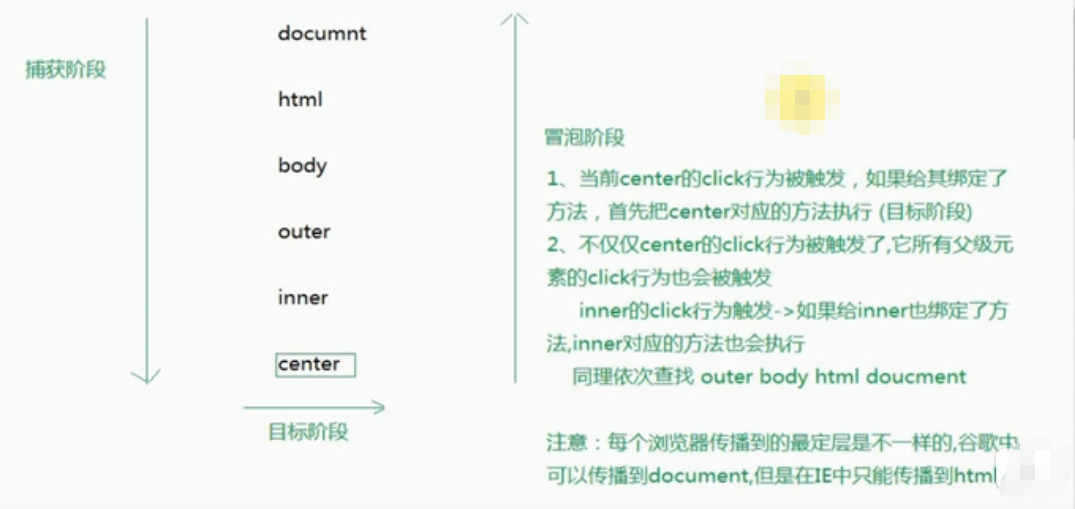 捕获阶段
documnt
html
body
outer
inner
center
目标阶段
冒泡阶段
1、当前center的click行为被触发，如果给其绑定了
方法，首先把center对应的方法执行 (目标阶段)
2、不仅仅center的click行为被触发了,它所有父级元
素的click行为也会被触发
inner的click行为触发->如果给inner也绑定了方
法,inner对应的方法也会执行
同理依次查找 outer body html doucment
注意：每个浏览器传播到的最定层是不一样的,谷歌中
可以传播到document,但是在IE中只能传播到html